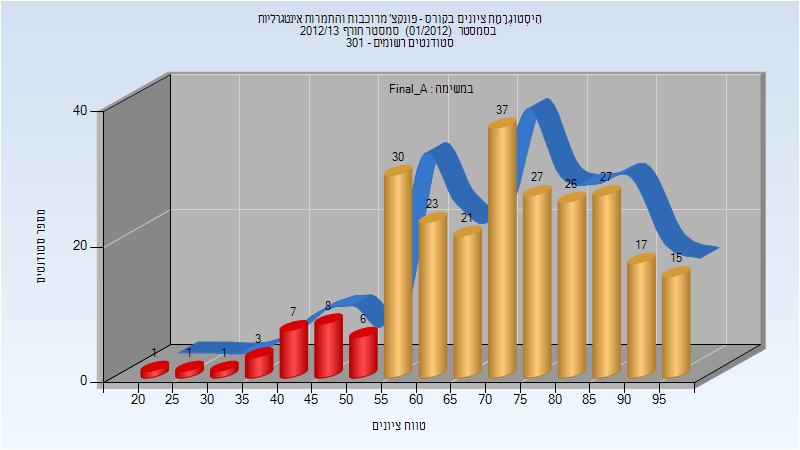 היסטוגרמת ציונים בקורס - פונקצ' מרוכבות והתמרות אינטגרליות
בסמסטר (01/2012) סמסטר חורף 2012/13
סטודנטים רשומים - 301
במשימה : Final_A
מספר סטודנטים
40
20
0
1
1
1
3
7
8
6
30
23
21
37
27
26
27
17
15
20 25 30 35 40 45 50 55 60 65 70 75 80 85 90 95
טווח ציונים